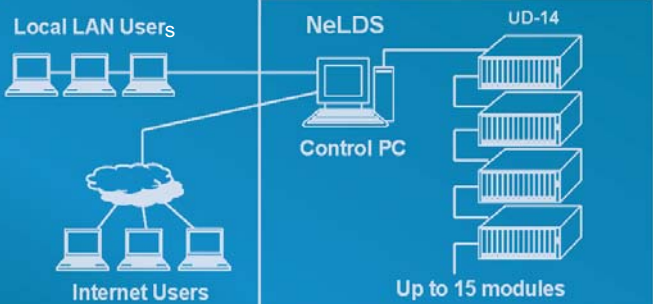 Local LAN Users
NeLDS
UD-14
Control PC
Internet Users
Up to 15 modules